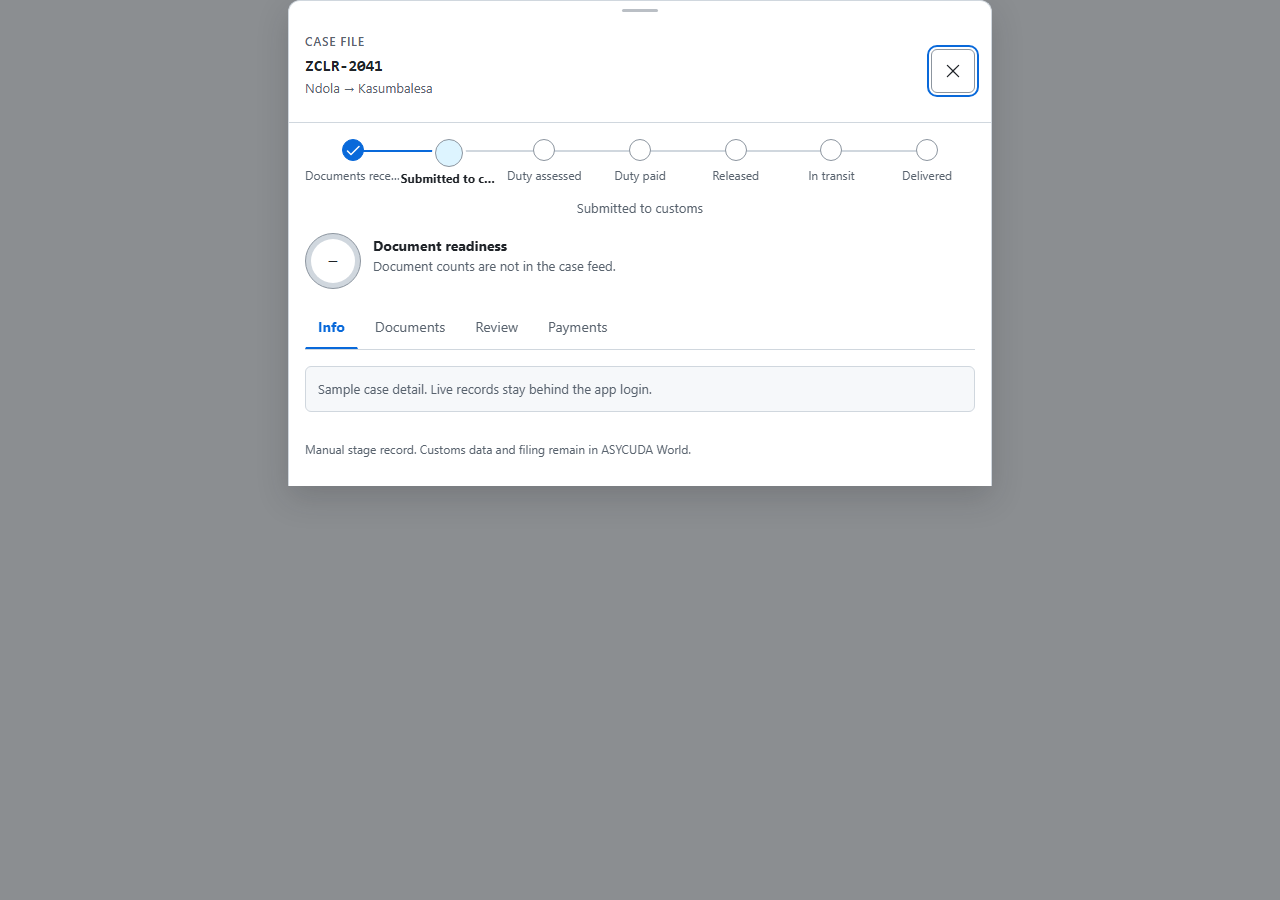 CASE FILE
ZCLR-2041
Ndola → Kasumbalesa
Documents rece... Submitted to c... Duty assessed Duty paid Released In transit Delivered
Submitted to customs
–
Document readiness
Document counts are not in the case feed.
Info Documents Review Payments
Sample case detail. Live records stay behind the app login.
Manual stage record. Customs data and filing remain in ASYCUDA World.